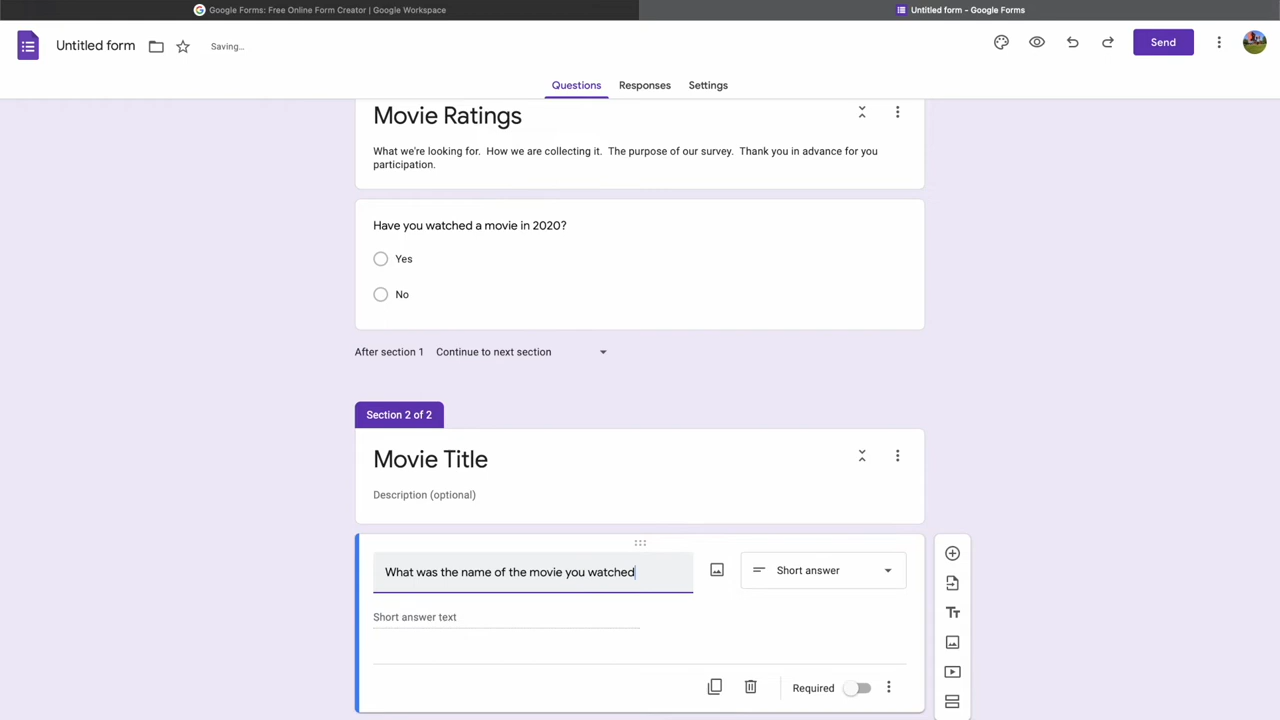 Google Forms: Free Online Form Creator | Google Workspace
Untitled form - Google Forms
Untitled form
Saving...
Send
Questions
Responses
Settings
Movie Ratings
What we're looking for. How we are collecting it. The purpose of our survey. Thank you in advance for you
participation.
Have you watched a movie in 2020?
Yes
No
After section 1
Continue to next section
Section 2 of 2
Movie Title
Description (optional)
What was the name of the movie you watched
Short answer
Short answer text
Tт
Required